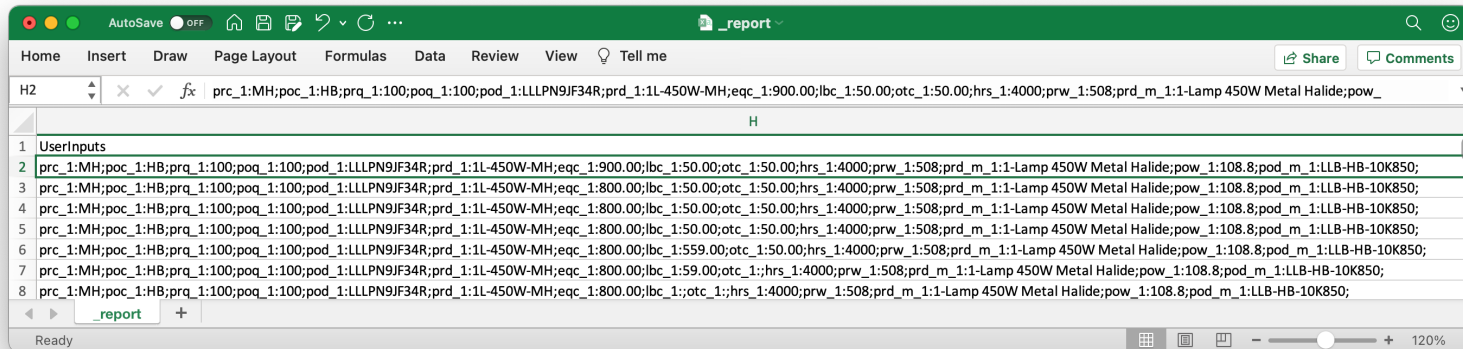 AutoSave OFF _report
Home Insert Draw Page Layout Formulas Data Review View Tell me Share Comments
H2 fx prc_1:MH;poc_1:HB;prq_1:100;poq_1:100;pod_1:LLLPN9JF34R;prd_1:1L-450W-MH;eqc_1:900.00;lbc_1:50.00;otc_1:50.00;hrs_1:4000;prw_1:508;prd_m_1:1-Lamp 450W Metal Halide;pow_
H
1 UserInputs
2 prc_1:MH;poc_1:HB;prq_1:100;poq_1:100;pod_1:LLLPN9JF34R;prd_1:1L-450W-MH;eqc_1:900.00;lbc_1:50.00;otc_1:50.00;hrs_1:4000;prw_1:508;prd_m_1:1-Lamp 450W Metal Halide;pow_1:108.8;pod_m_1:LLB-HB-10K850;
3 prc_1:MH;poc_1:HB;prq_1:100;poq_1:100;pod_1:LLLPN9JF34R;prd_1:1L-450W-MH;eqc_1:800.00;lbc_1:50.00;otc_1:50.00;hrs_1:4000;prw_1:508;prd_m_1:1-Lamp 450W Metal Halide;pow_1:108.8;pod_m_1:LLB-HB-10K850;
4 prc_1:MH;poc_1:HB;prq_1:100;poq_1:100;pod_1:LLLPN9JF34R;prd_1:1L-450W-MH;eqc_1:800.00;lbc_1:50.00;otc_1:50.00;hrs_1:4000;prw_1:508;prd_m_1:1-Lamp 450W Metal Halide;pow_1:108.8;pod_m_1:LLB-HB-10K850;
5 prc_1:MH;poc_1:HB;prq_1:100;poq_1:100;pod_1:LLLPN9JF34R;prd_1:1L-450W-MH;eqc_1:800.00;lbc_1:50.00;otc_1:50.00;hrs_1:4000;prw_1:508;prd_m_1:1-Lamp 450W Metal Halide;pow_1:108.8;pod_m_1:LLB-HB-10K850;
6 prc_1:MH;poc_1:HB;prq_1:100;poq_1:100;pod_1:LLLPN9JF34R;prd_1:1L-450W-MH;eqc_1:800.00;lbc_1:559.00;otc_1:50.00;hrs_1:4000;prw_1:508;prd_m_1:1-Lamp 450W Metal Halide;pow_1:108.8;pod_m_1:LLB-HB-10K850;
7 prc_1:MH;poc_1:HB;prq_1:100;poq_1:100;pod_1:LLLPN9JF34R;prd_1:1L-450W-MH;eqc_1:800.00;lbc_1:59.00;otc_1:;hrs_1:4000;prw_1:508;prd_m_1:1-Lamp 450W Metal Halide;pow_1:108.8;pod_m_1:LLB-HB-10K850;
8 prc_1:MH;poc_1:HB;prq_1:100;poq_1:100;pod_1:LLLPN9JF34R;prd_1:1L-450W-MH;eqc_1:800.00;lbc_1:;otc_1:;hrs_1:4000;prw_1:508;prd_m_1:1-Lamp 450W Metal Halide;pow_1:108.8;pod_m_1:LLB-HB-10K850;
_report +
Ready 120%